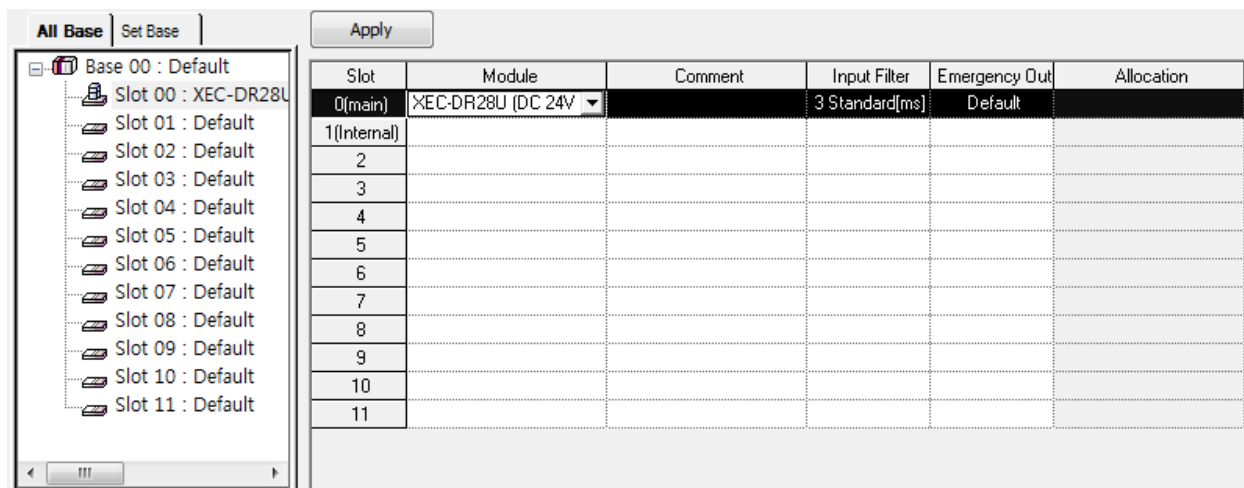 All Base Set Base
Apply
Base 00 : Default
Slot 00 : XEC-DR28U
Slot 01 : Default
Slot 02 : Default
Slot 03 : Default
Slot 04 : Default
Slot 05 : Default
Slot 06 : Default
Slot 07 : Default
Slot 08 : Default
Slot 09 : Default
Slot 10 : Default
Slot 11 : Default
Slot Module Comment Input Filter Emergency Out Allocation
0(main) XEC-DR28U (DC 24V 3 Standard[ms] Default
1(Internal)
2
3
4
5
6
7
8
9
10
11